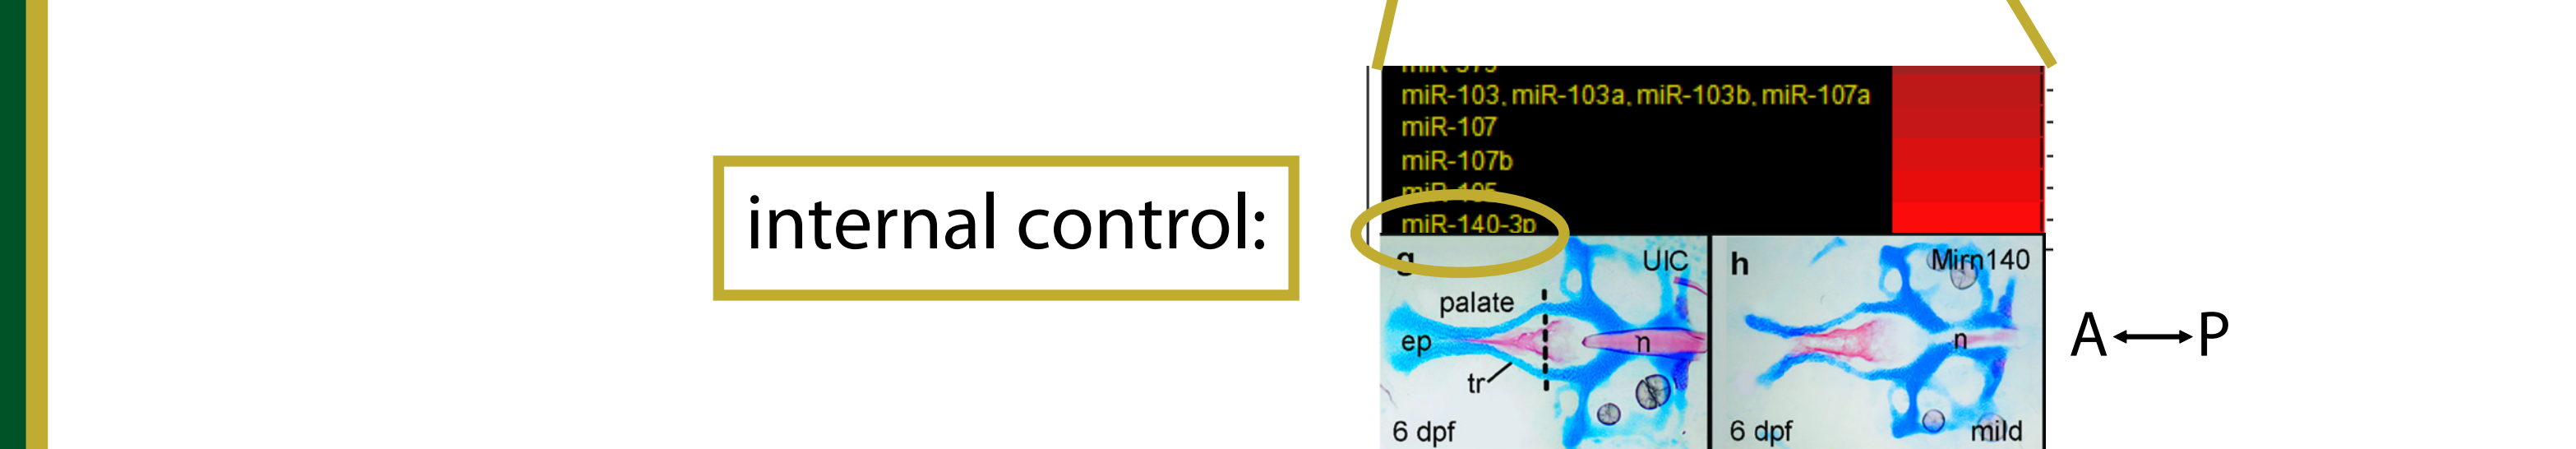 miR-103, miR-103a, miR-103b, miR-107a
miR-107
miR-107b
internal control:
miR-140-3p
g
UIC
h
Mirn140
palate
ep
n
n
A
P
tr
6 dpf
6 dpf
mild